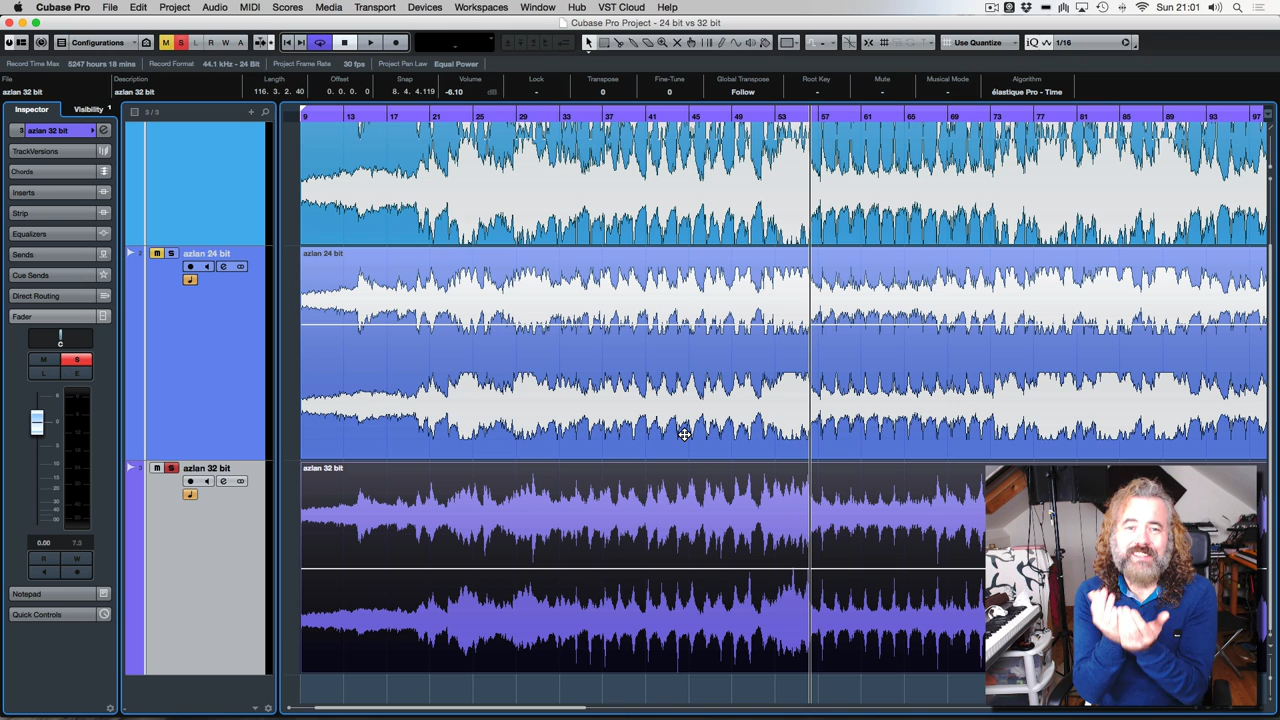 Cubase Pro File Edit Project Audio MIDI Scores Media Transport Devices Workspaces Window Hub VST Cloud Help Sun 21:01
Cubase Pro Project - 24 bit vs 32 bit
Configurations M S L R W A Use Quantize iQ 1/16
Record Time Max 5247 hours 18 mins Record Format 44.1 kHz - 24 Bit Project Frame Rate 30 fps Project Pan Law Equal Power
File Description Length Offset Snap Volume Lock Transpose Fine-Tune Global Transpose Root Key Mute Musical Mode Algorithm
azlan 32 bit azlan 32 bit 116. 3. 2. 40 0. 0. 0. 0 8. 4. 4.119 -6.10 dB - 0 0 Follow - - - élastique Pro - Time
Inspector Visibility 1 3 / 3 9 13 17 21 25 29 33 37 41 45 49 53 57 61 65 69 73 77 81 85 89 93 97
3 azlan 32 bit
TrackVersions
Chords
Inserts
Strip
Equalizers
2 azlan 24 bit azlan 24 bit
M S
Sends
Cue Sends
Direct Routing
Fader
C
M S
L E
3 azlan 32 bit azlan 32 bit
M S
0.00 7.3
R W
Notepad
Quick Controls